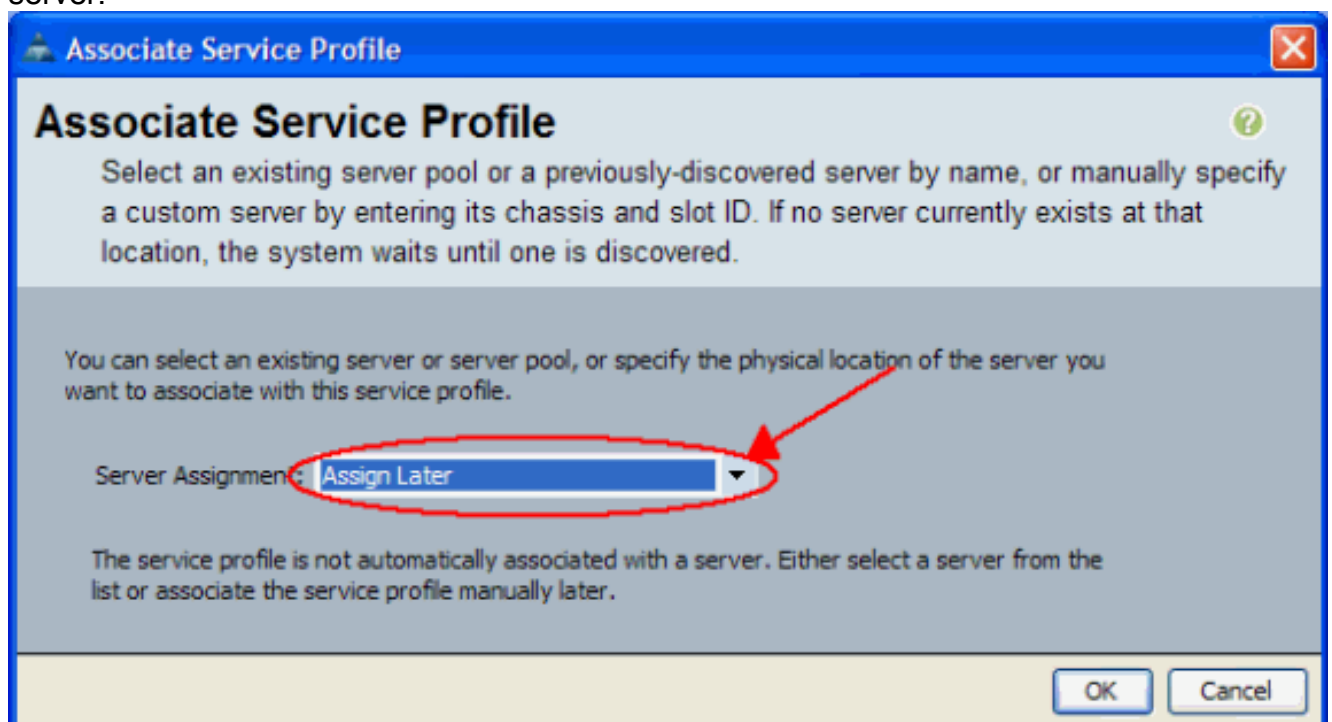 server.
Associate Service Profile
Associate Service Profile
Select an existing server pool or a previously-discovered server by name, or manually specify
a custom server by entering its chassis and slot ID. If no server currently exists at that
location, the system waits until one is discovered.
You can select an existing server or server pool, or specify the physical location of the server you
want to associate with this service profile.
Server Assignment: Assign Later
The service profile is not automatically associated with a server. Either select a server from the
list or associate the service profile manually later.
OK Cancel